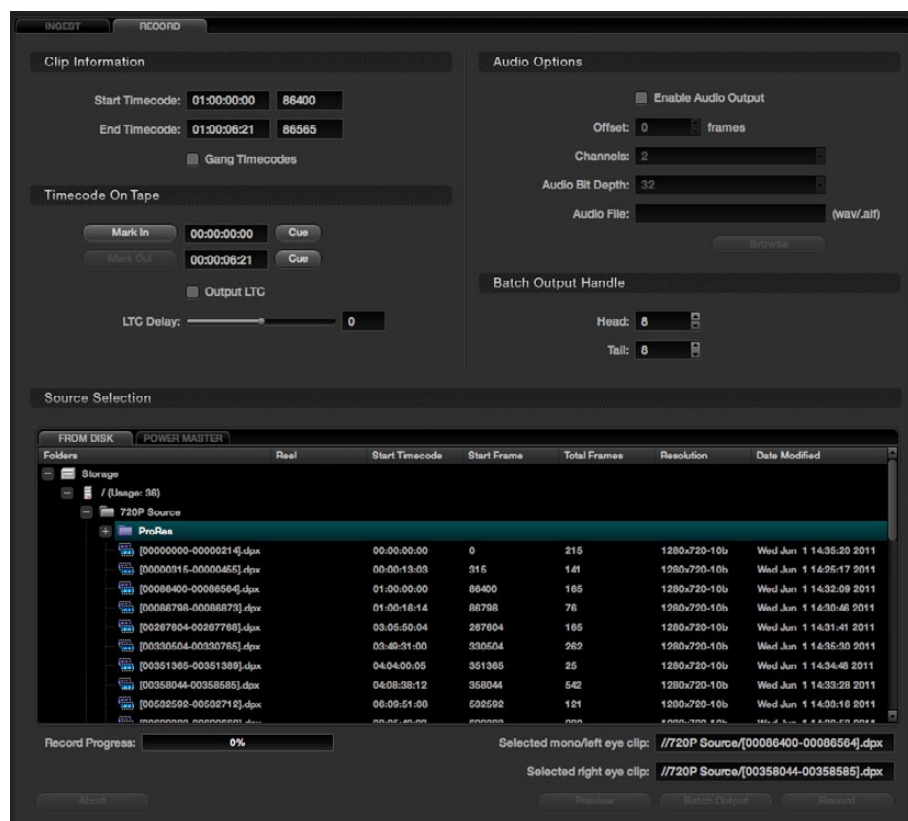 INGEST RECORD
Clip Information
Start Timecode: 01:00:00:00 86400
End Timecode: 01:00:06:21 86565
Gang Timecodes
Timecode On Tape
Mark In 00:00:00:00 Cue
Mark Out 00:00:06:21 Cue
Output LTC
LTC Delay: 0
Audio Options
Enable Audio Output
Offset: 0 frames
Channels: 2
Audio Bit Depth: 32
Audio File: (wav/.aif)
Browse
Batch Output Handle
Head: 8
Tail: 8
Source Selection
FROM DISK POWER MASTER
Folders Reel Start Timecode Start Frame Total Frames Resolution Date Modified
Storage
/ (Usage: 36)
720P Source
ProRes
[00000000-00000214].dpx 00:00:00:00 0 215 1280x720-10b Wed Jun 1 14:35:20 2011
[00000315-00000455].dpx 00:00:13:03 315 141 1280x720-10b Wed Jun 1 14:25:17 2011
[00086400-00086564].dpx 01:00:00:00 86400 165 1280x720-10b Wed Jun 1 14:32:09 2011
[00086798-00086873].dpx 01:00:16:14 86798 76 1280x720-10b Wed Jun 1 14:30:46 2011
[00267604-00267768].dpx 03:05:50:04 267604 165 1280x720-10b Wed Jun 1 14:31:41 2011
[00330504-00330765].dpx 03:49:31:00 330504 262 1280x720-10b Wed Jun 1 14:35:30 2011
[00351365-00351389].dpx 04:04:00:05 351365 25 1280x720-10b Wed Jun 1 14:34:48 2011
[00358044-00358585].dpx 04:08:38:12 358044 542 1280x720-10b Wed Jun 1 14:33:28 2011
[00532592-00532712].dpx 06:09:51:08 532592 121 1280x720-10b Wed Jun 1 14:33:16 2011
Record Progress: 0% Selected mono/left eye clip: //720P Source/[00086400-00086564].dpx
Selected right eye clip: //720P Source/[00358044-00358585].dpx
Abort Preview Batch Output Record